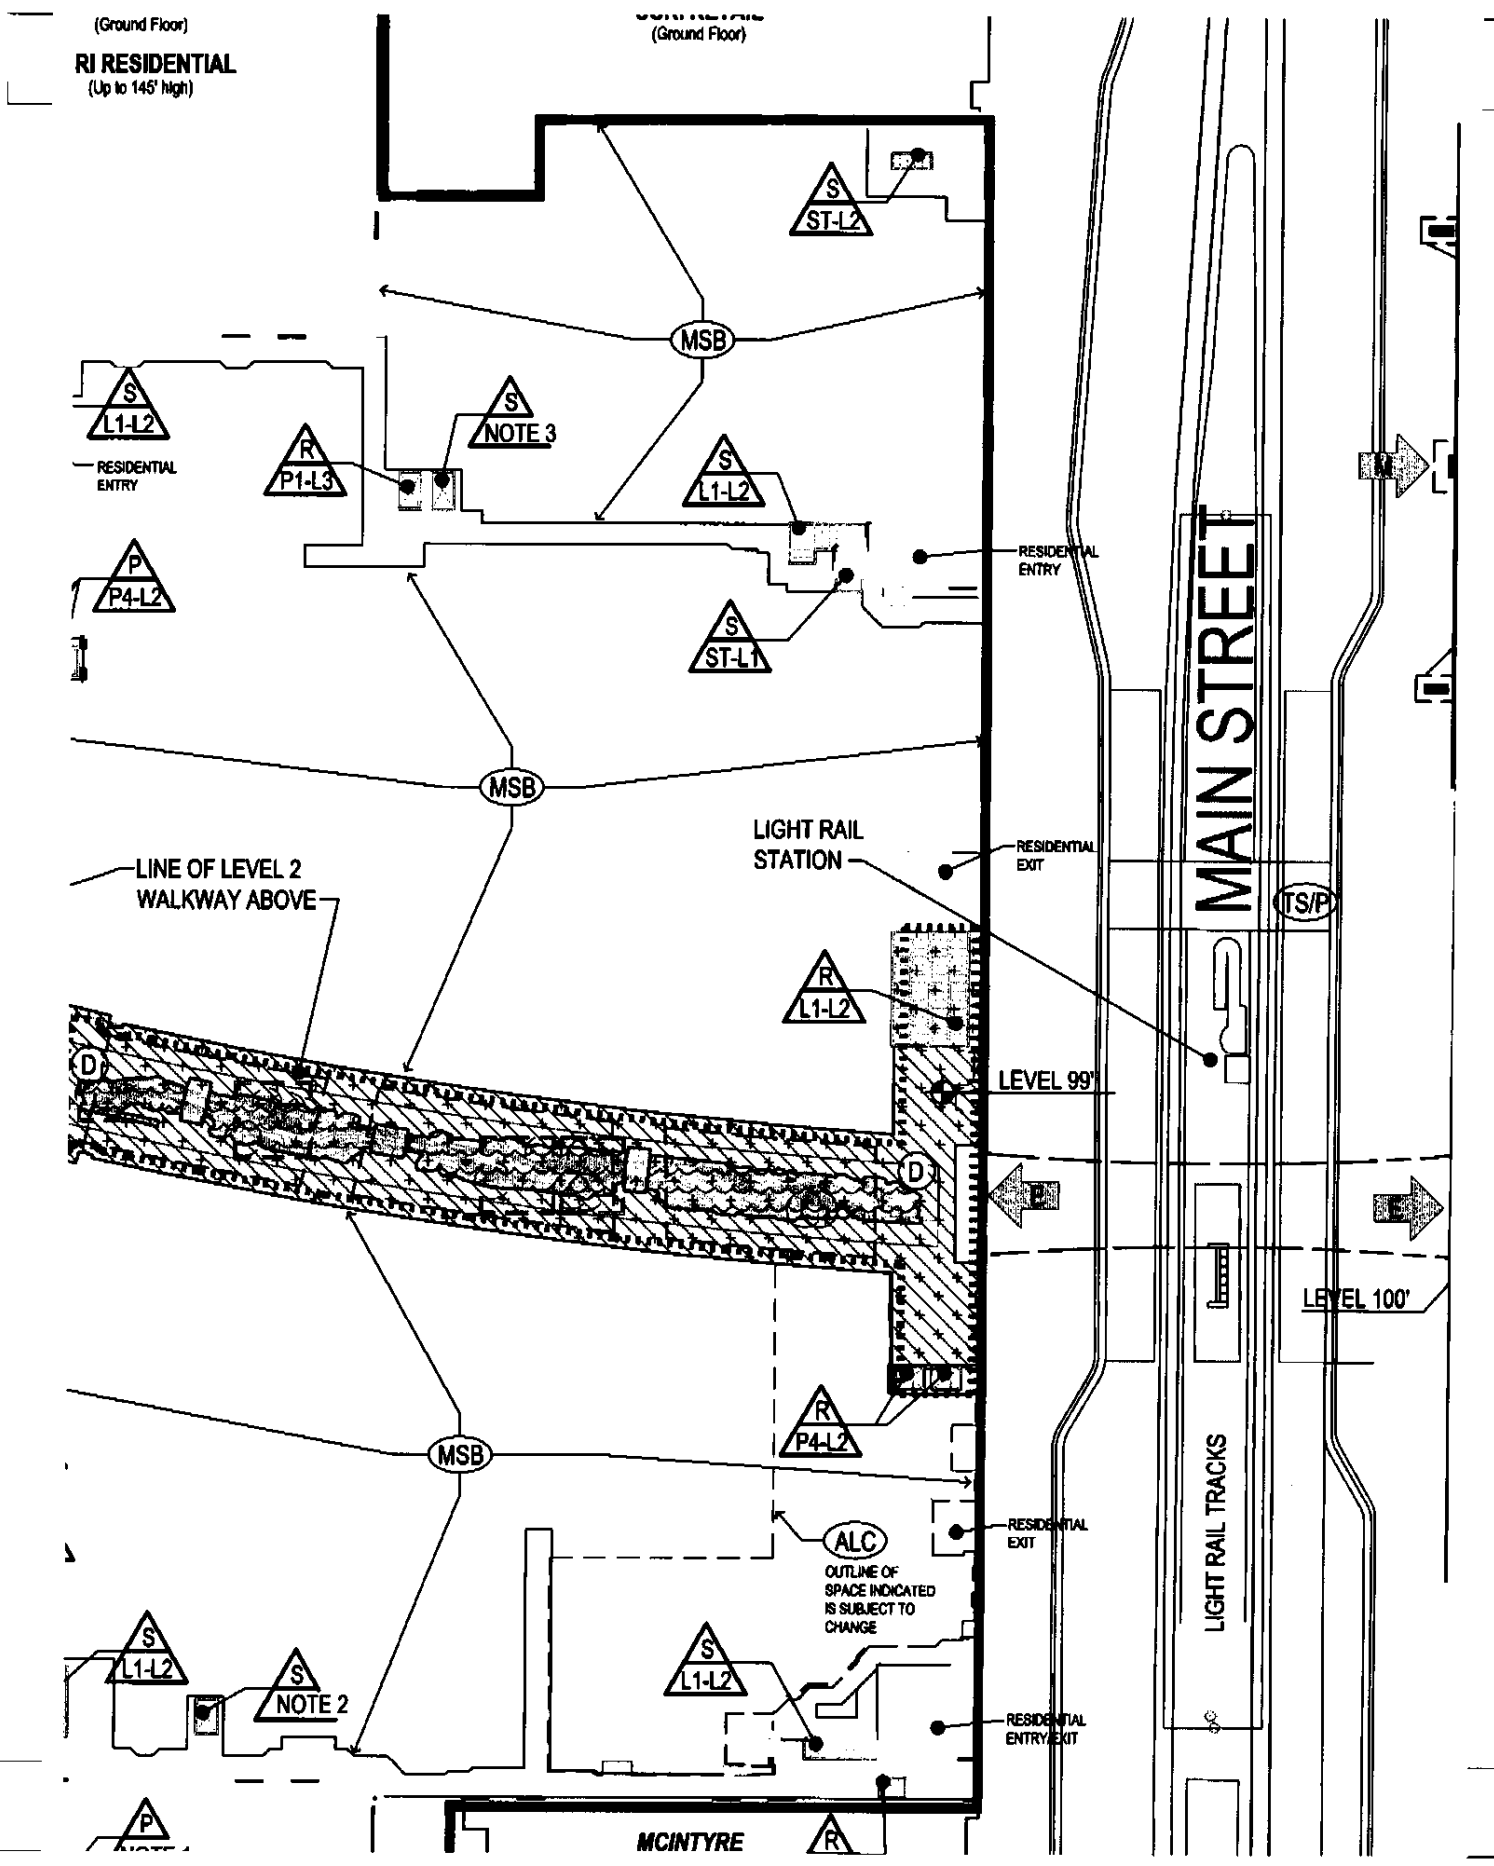 (Ground Floor)
RI RESIDENTIAL
(Up to 145' high)
(Ground Floor)
S
ST-L2
MSB
S
L1-L2
RESIDENTIAL
ENTRY
R
P1-L3
S
NOTE 3
S
L1-L2
M
RESIDENTIAL
ENTRY
P
P4-L2
S
ST-L1
MAIN STREET
MSB
LIGHT RAIL
STATION
RESIDENTIAL
EXIT
LINE OF LEVEL 2
WALKWAY ABOVE
TS/P
R
L1-L2
D
LEVEL 99'
D
P
E
LEVEL 100'
R
P4-L2
MSB
LIGHT RAIL TRACKS
ALC
OUTLINE OF
SPACE INDICATED
IS SUBJECT TO
CHANGE
RESIDENTIAL
EXIT
S
L1-L2
S
NOTE 2
S
L1-L2
RESIDENTIAL
ENTRY/EXIT
P
MCINTYRE
R